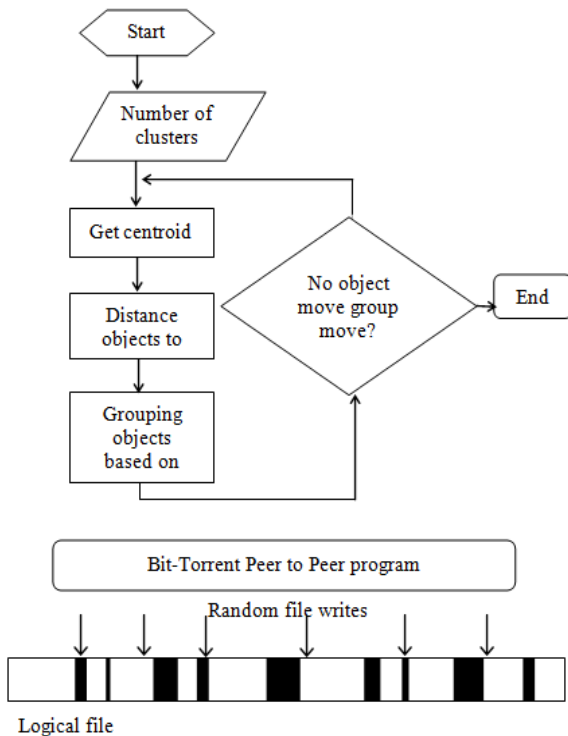 Start
Number of
clusters
Get centroid
Distance
objects to
Grouping
objects
based on
No object
move group
move?
End
Bit-Torrent Peer to Peer program
Random file writes
Logical file